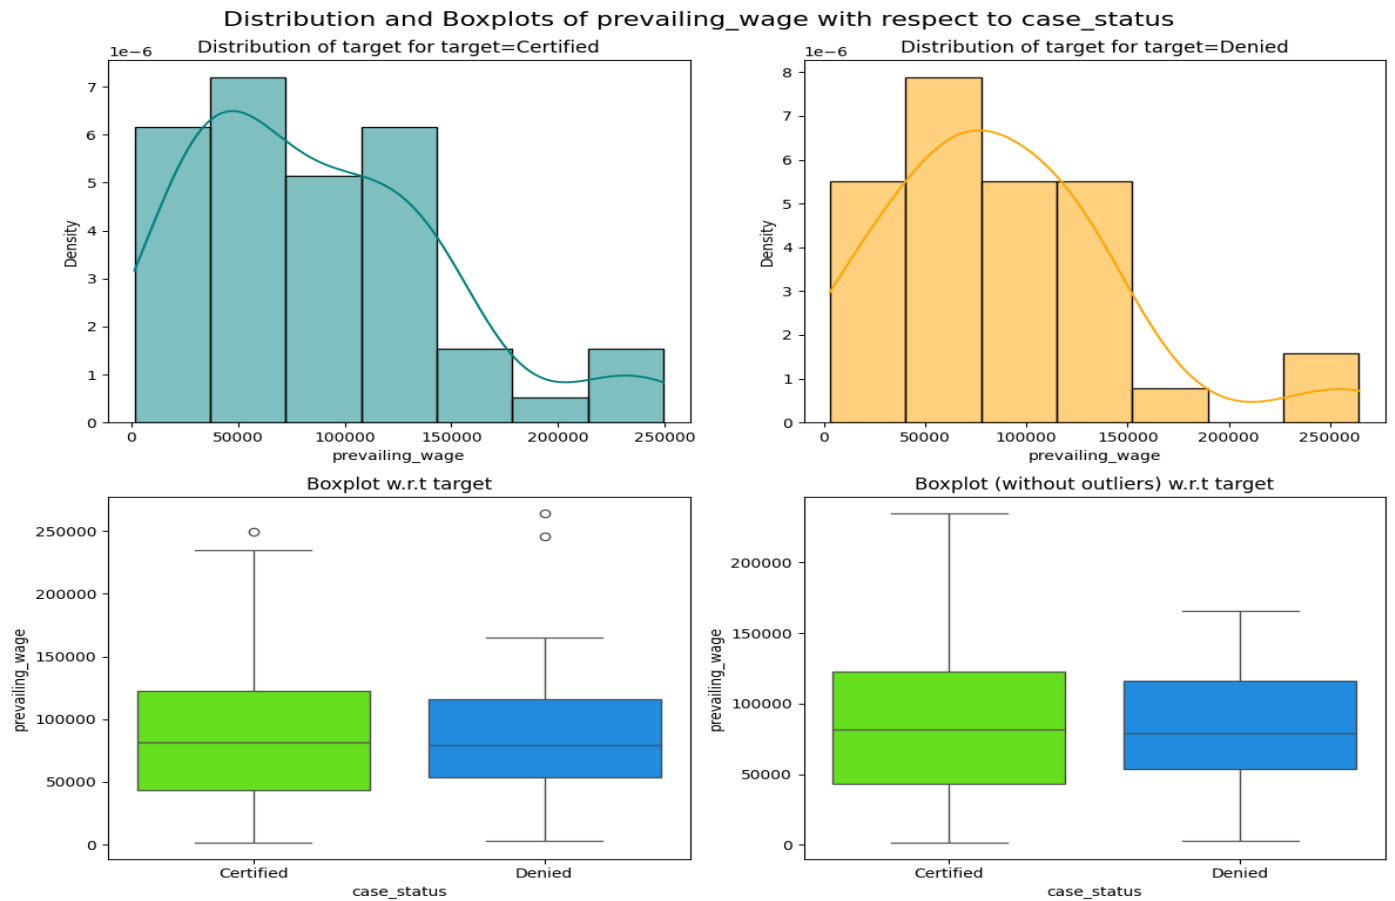 Distribution and Boxplots of prevailing_wage with respect to case_status
Distribution of target for target=Certified
1e−6
7
6
5
4
3
2
1
0
Density
0 50000 100000 150000 200000 250000
prevailing_wage
Distribution of target for target=Denied
1e−6
8
7
6
5
4
3
2
1
0
Density
0 50000 100000 150000 200000 250000
prevailing_wage
Boxplot w.r.t target
250000
200000
150000
100000
50000
0
prevailing_wage
Certified Denied
case_status
Boxplot (without outliers) w.r.t target
200000
150000
100000
50000
0
prevailing_wage
Certified Denied
case_status